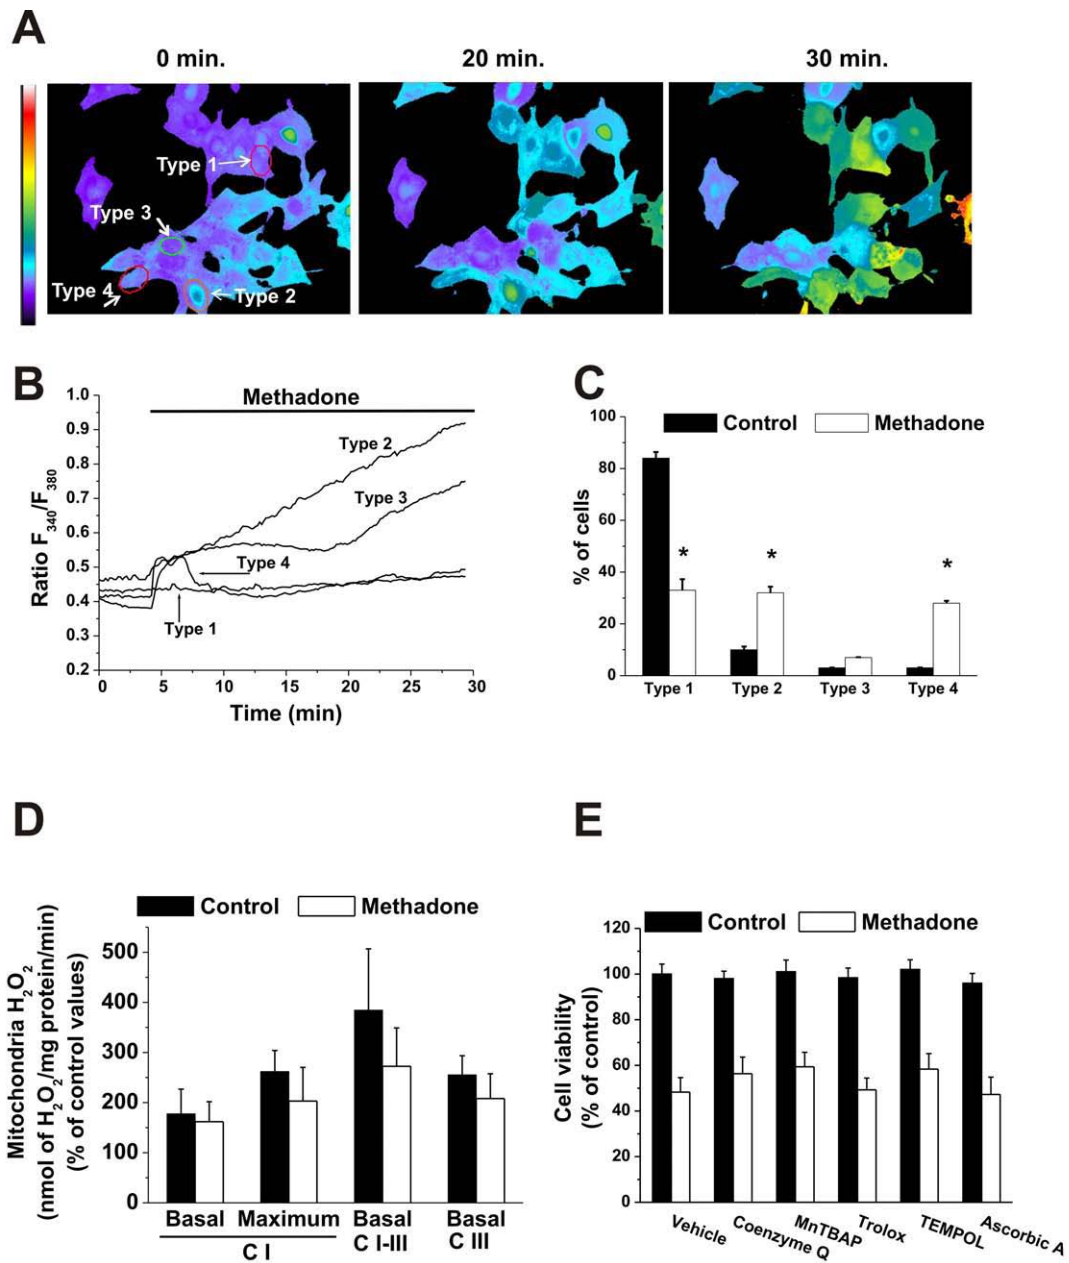 A
0 min.
20 min.
30 min.
Type 1
Type 3
Type 4
Type 2
B
Methadone
1.0
0.9
0.8
0.7
0.6
0.5
0.4
0.3
0.2
Ratio F340/F380
Type 2
Type 3
Type 4
Type 1
0 5 10 15 20 25 30
Time (min)
C
Control Methadone
100
80
60
40
20
0
% of cells
* * *
Type 1 Type 2 Type 3 Type 4
D
Control Methadone
500
400
300
200
100
0
Mitochondria H2O2
(nmol of H2O2/mg protein/min)
(% of control values)
Basal Maximum Basal Basal
C I C I-III C III
E
Control Methadone
120
100
80
60
40
20
0
Cell viability
(% of control)
Vehicle
Coenzyme Q
MnTBAP
Trolox
TEMPOL
Ascorbic A